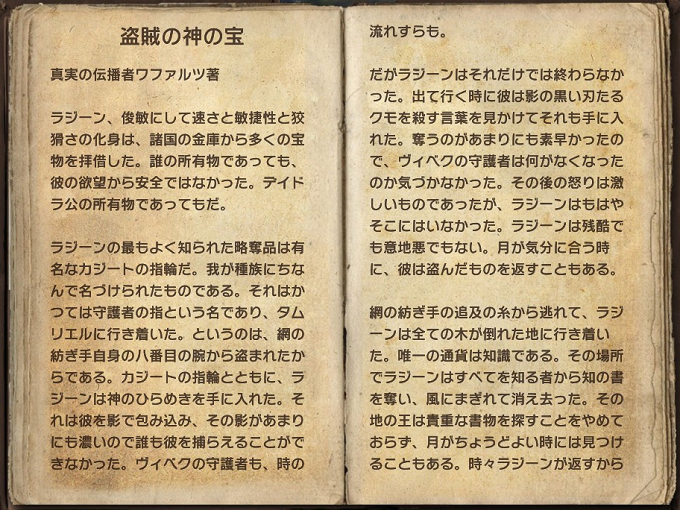 盗賊の神の宝
真実の伝播者ワファルツ著
ラジーン、俊敏にして速さと敏捷性と狡
猾さの化身は、諸国の金庫から多くの宝
物を拝借した。誰の所有物であっても、
彼の欲望から安全ではなかった。デイド
ラ公の所有物であってもだ。
ラジーンの最もよく知られた略奪品は有
名なカジートの指輪だ。我が種族にちな
んで名づけられたものである。それはか
つては守護者の指という名であり、タム
リエルに行き着いた。というのは、網の
紡ぎ手自身の八番目の腕から盗まれたか
らである。カジートの指輪とともに、ラ
ジーンは神のひらめきを手に入れた。そ
れは彼を影で包み込み、その影があまり
にも濃いので誰も彼を捕らえることがで
きなかった。ヴィベクの守護者も、時の
流れすらも。
だがラジーンはそれだけでは終わらなか
った。出て行く時に彼は影の黒い刃たる
クモを殺す言葉を見かけてそれも手に入
れた。奪うのがあまりにも素早かったの
で、ヴィベクの守護者は何がなくなった
のか気づかなかった。その後の怒りは激
しいものであったが、ラジーンはもはや
そこにはいなかった。ラジーンは残酷で
も意地悪でもない。月が気分に合う時
に、彼は盗んだものを返すこともある。
網の紡ぎ手の追及の糸から逃れて、ラジ
ーンは全ての木が倒れた地に行き着い
た。唯一の通貨は知識である。その場所
でラジーンはすべてを知る者から知の書
を奪い、風にまぎれて消え去った。その
地の王は貴重な書物を探すことをやめて
おらず、月がちょうどよい時には見つけ
ることもある。時々ラジーンが返すから